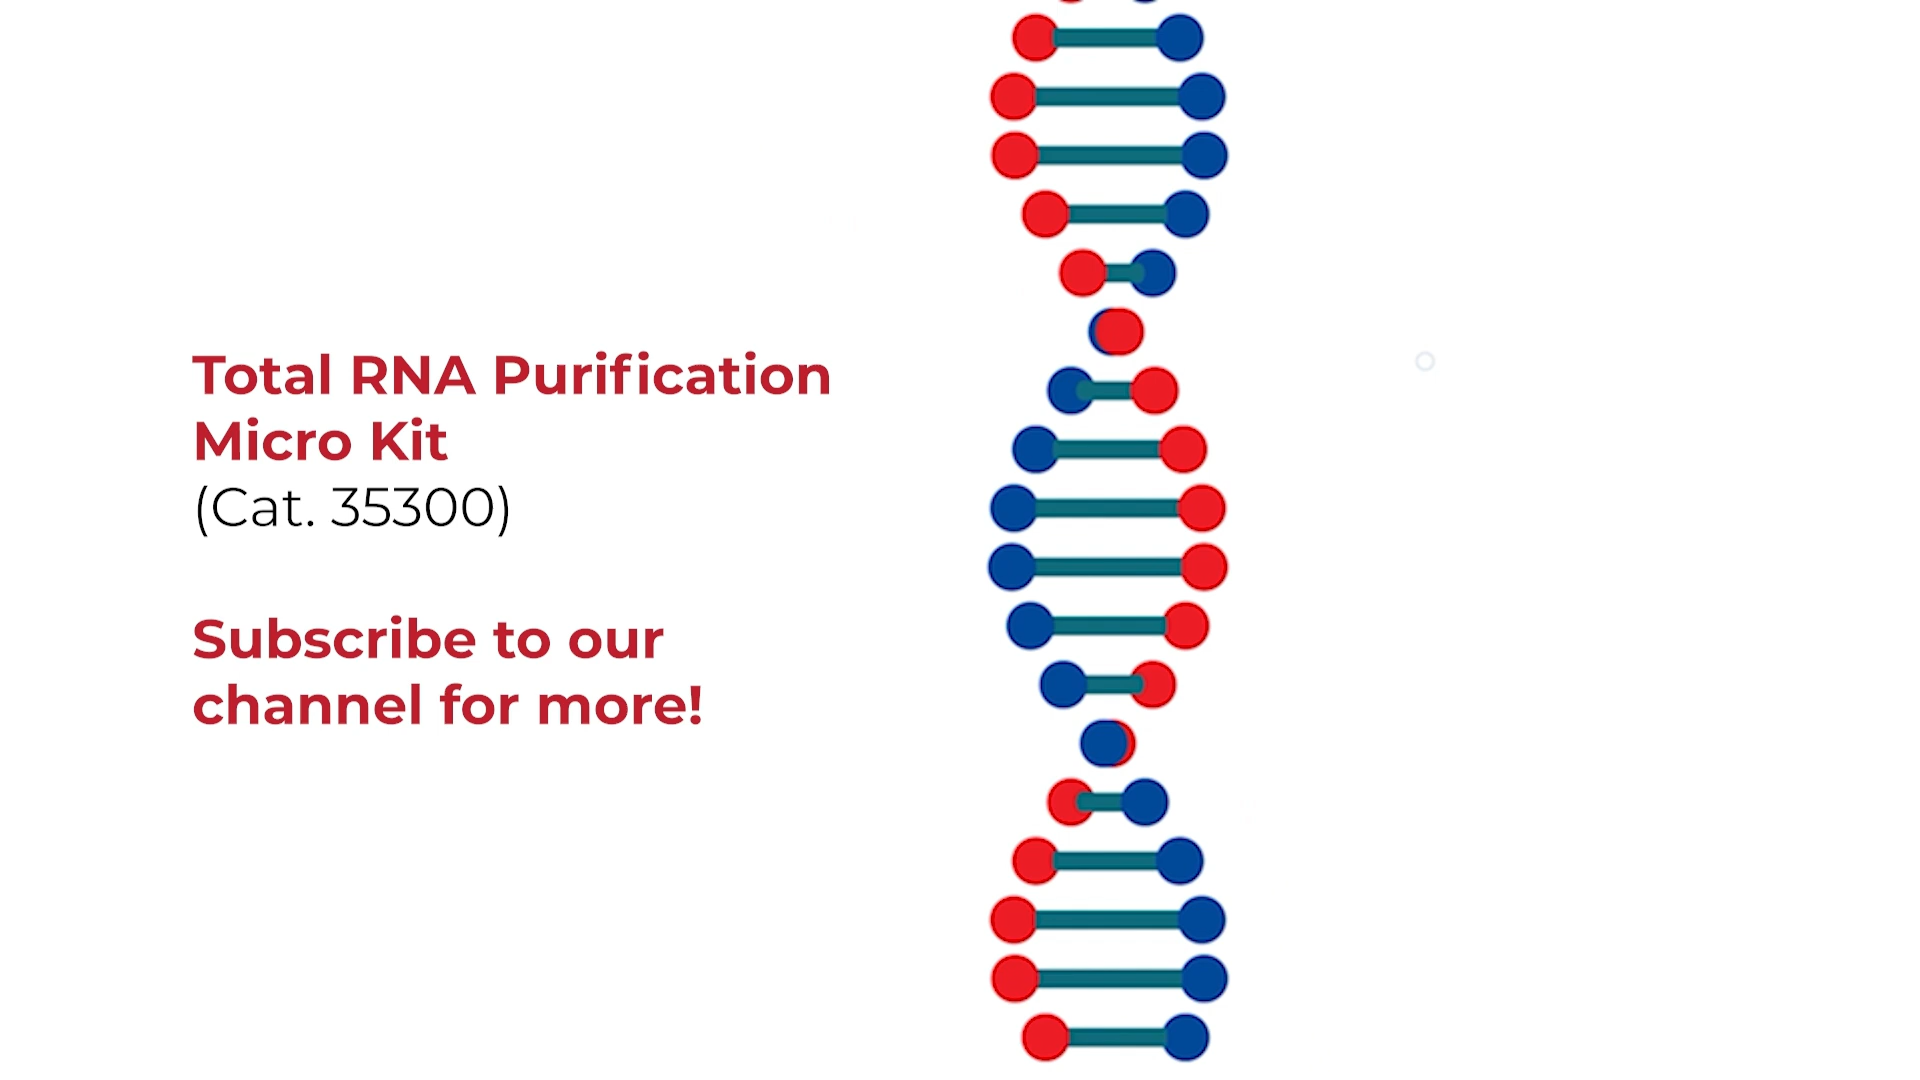 Total RNA Purification
Micro Kit
(Cat. 35300)
Subscribe to our
channel for more!